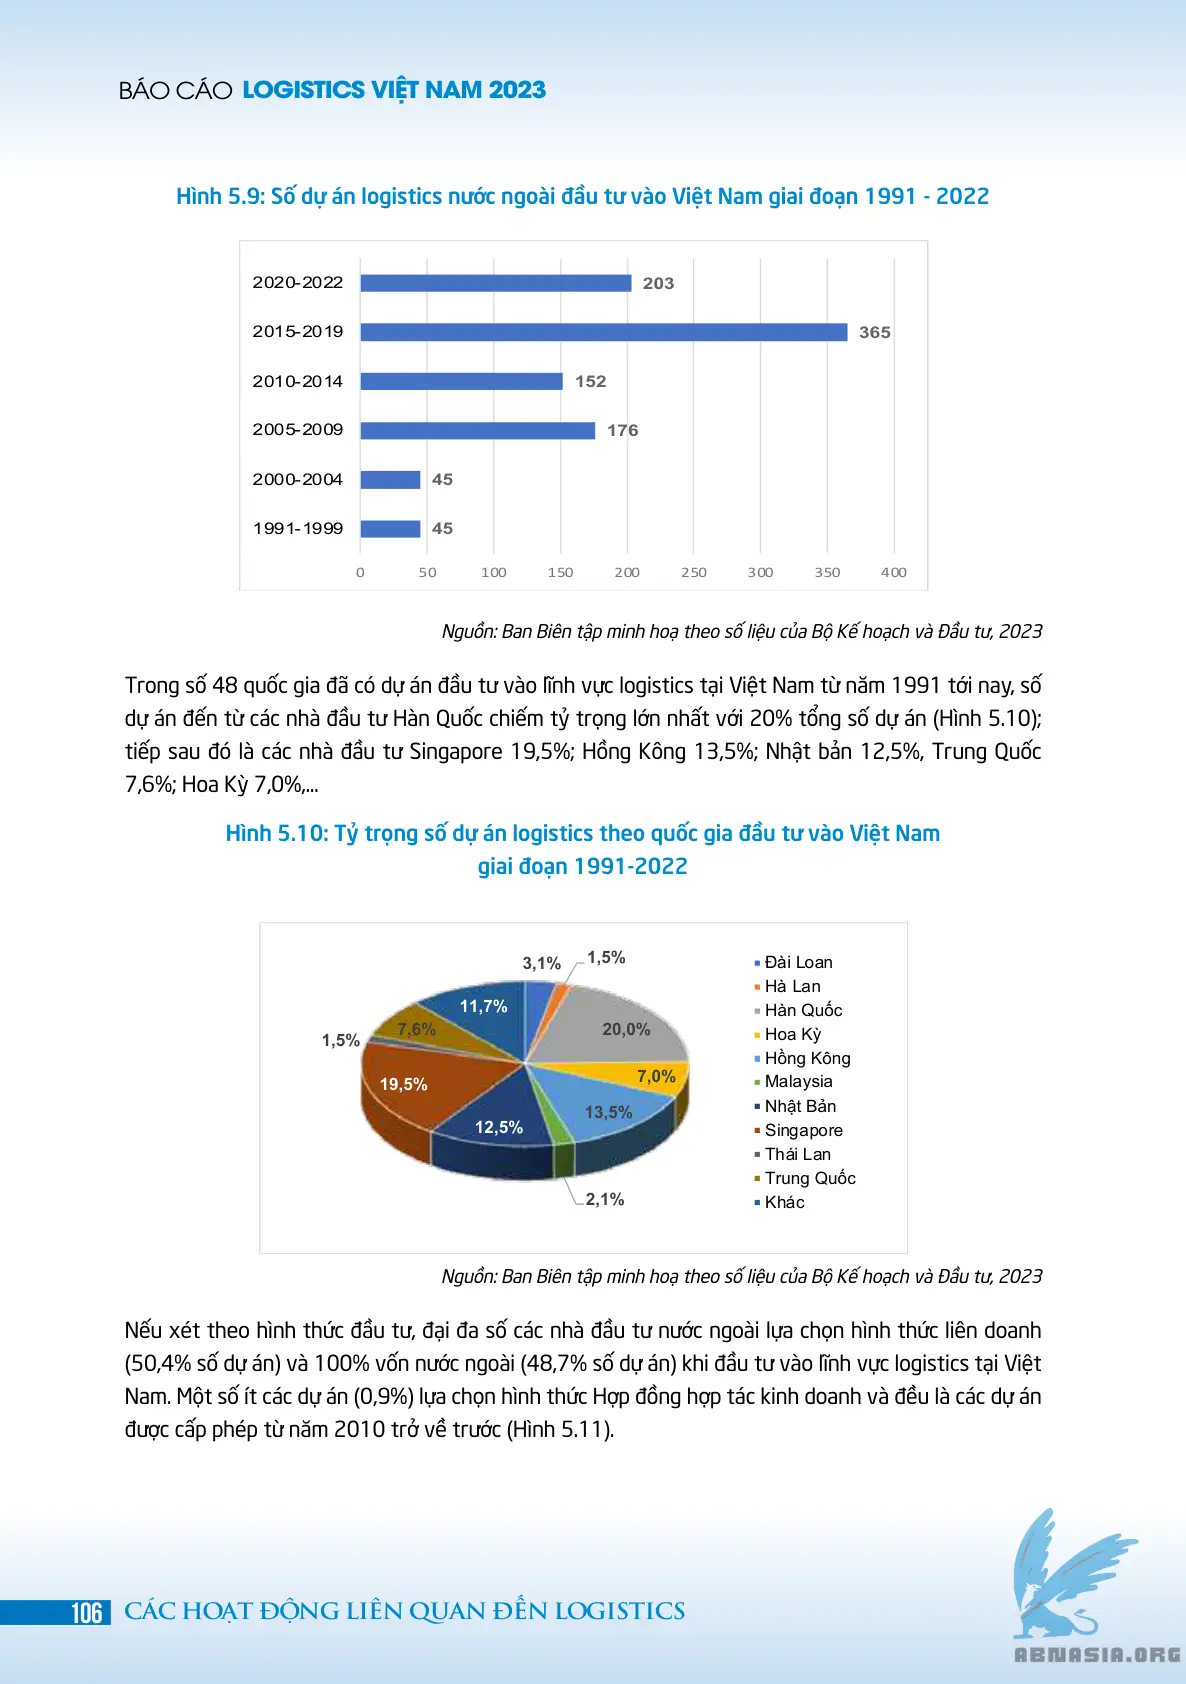 BÁO CÁO LOGISTICS VIỆT NAM 2023
Hình 5.9: Số dự án logistics nước ngoài đầu tư vào Việt Nam giai đoạn 1991 - 2022
2020-2022 203
2015-2019 365
2010-2014 152
2005-2009 176
2000-2004 45
1991-1999 45
0 50 100 150 200 250 300 350 400
Nguồn: Ban Biên tập minh hoạ theo số liệu của Bộ Kế hoạch và Đầu tư, 2023
Trong số 48 quốc gia đã có dự án đầu tư vào lĩnh vực logistics tại Việt Nam từ năm 1991 tới nay, số
dự án đến từ các nhà đầu tư Hàn Quốc chiếm tỷ trọng lớn nhất với 20% tổng số dự án (Hình 5.10);
tiếp sau đó là các nhà đầu tư Singapore 19,5%; Hồng Kông 13,5%; Nhật bản 12,5%, Trung Quốc
7,6%; Hoa Kỳ 7,0%,...
Hình 5.10: Tỷ trọng số dự án logistics theo quốc gia đầu tư vào Việt Nam
giai đoạn 1991-2022
3,1%
1,5%
20,0%
7,0%
13,5%
2,1%
12,5%
19,5%
1,5%
7,6%
11,7%
Đài Loan
Hà Lan
Hàn Quốc
Hoa Kỳ
Hồng Kông
Malaysia
Nhật Bản
Singapore
Thái Lan
Trung Quốc
Khác
Nguồn: Ban Biên tập minh hoạ theo số liệu của Bộ Kế hoạch và Đầu tư, 2023
Nếu xét theo hình thức đầu tư, đại đa số các nhà đầu tư nước ngoài lựa chọn hình thức liên doanh
(50,4% số dự án) và 100% vốn nước ngoài (48,7% số dự án) khi đầu tư vào lĩnh vực logistics tại Việt
Nam. Một số ít các dự án (0,9%) lựa chọn hình thức Hợp đồng hợp tác kinh doanh và đều là các dự án
được cấp phép từ năm 2010 trở về trước (Hình 5.11).
106 CÁC HOẠT ĐỘNG LIÊN QUAN ĐẾN LOGISTICS
ABMASIA.ORG